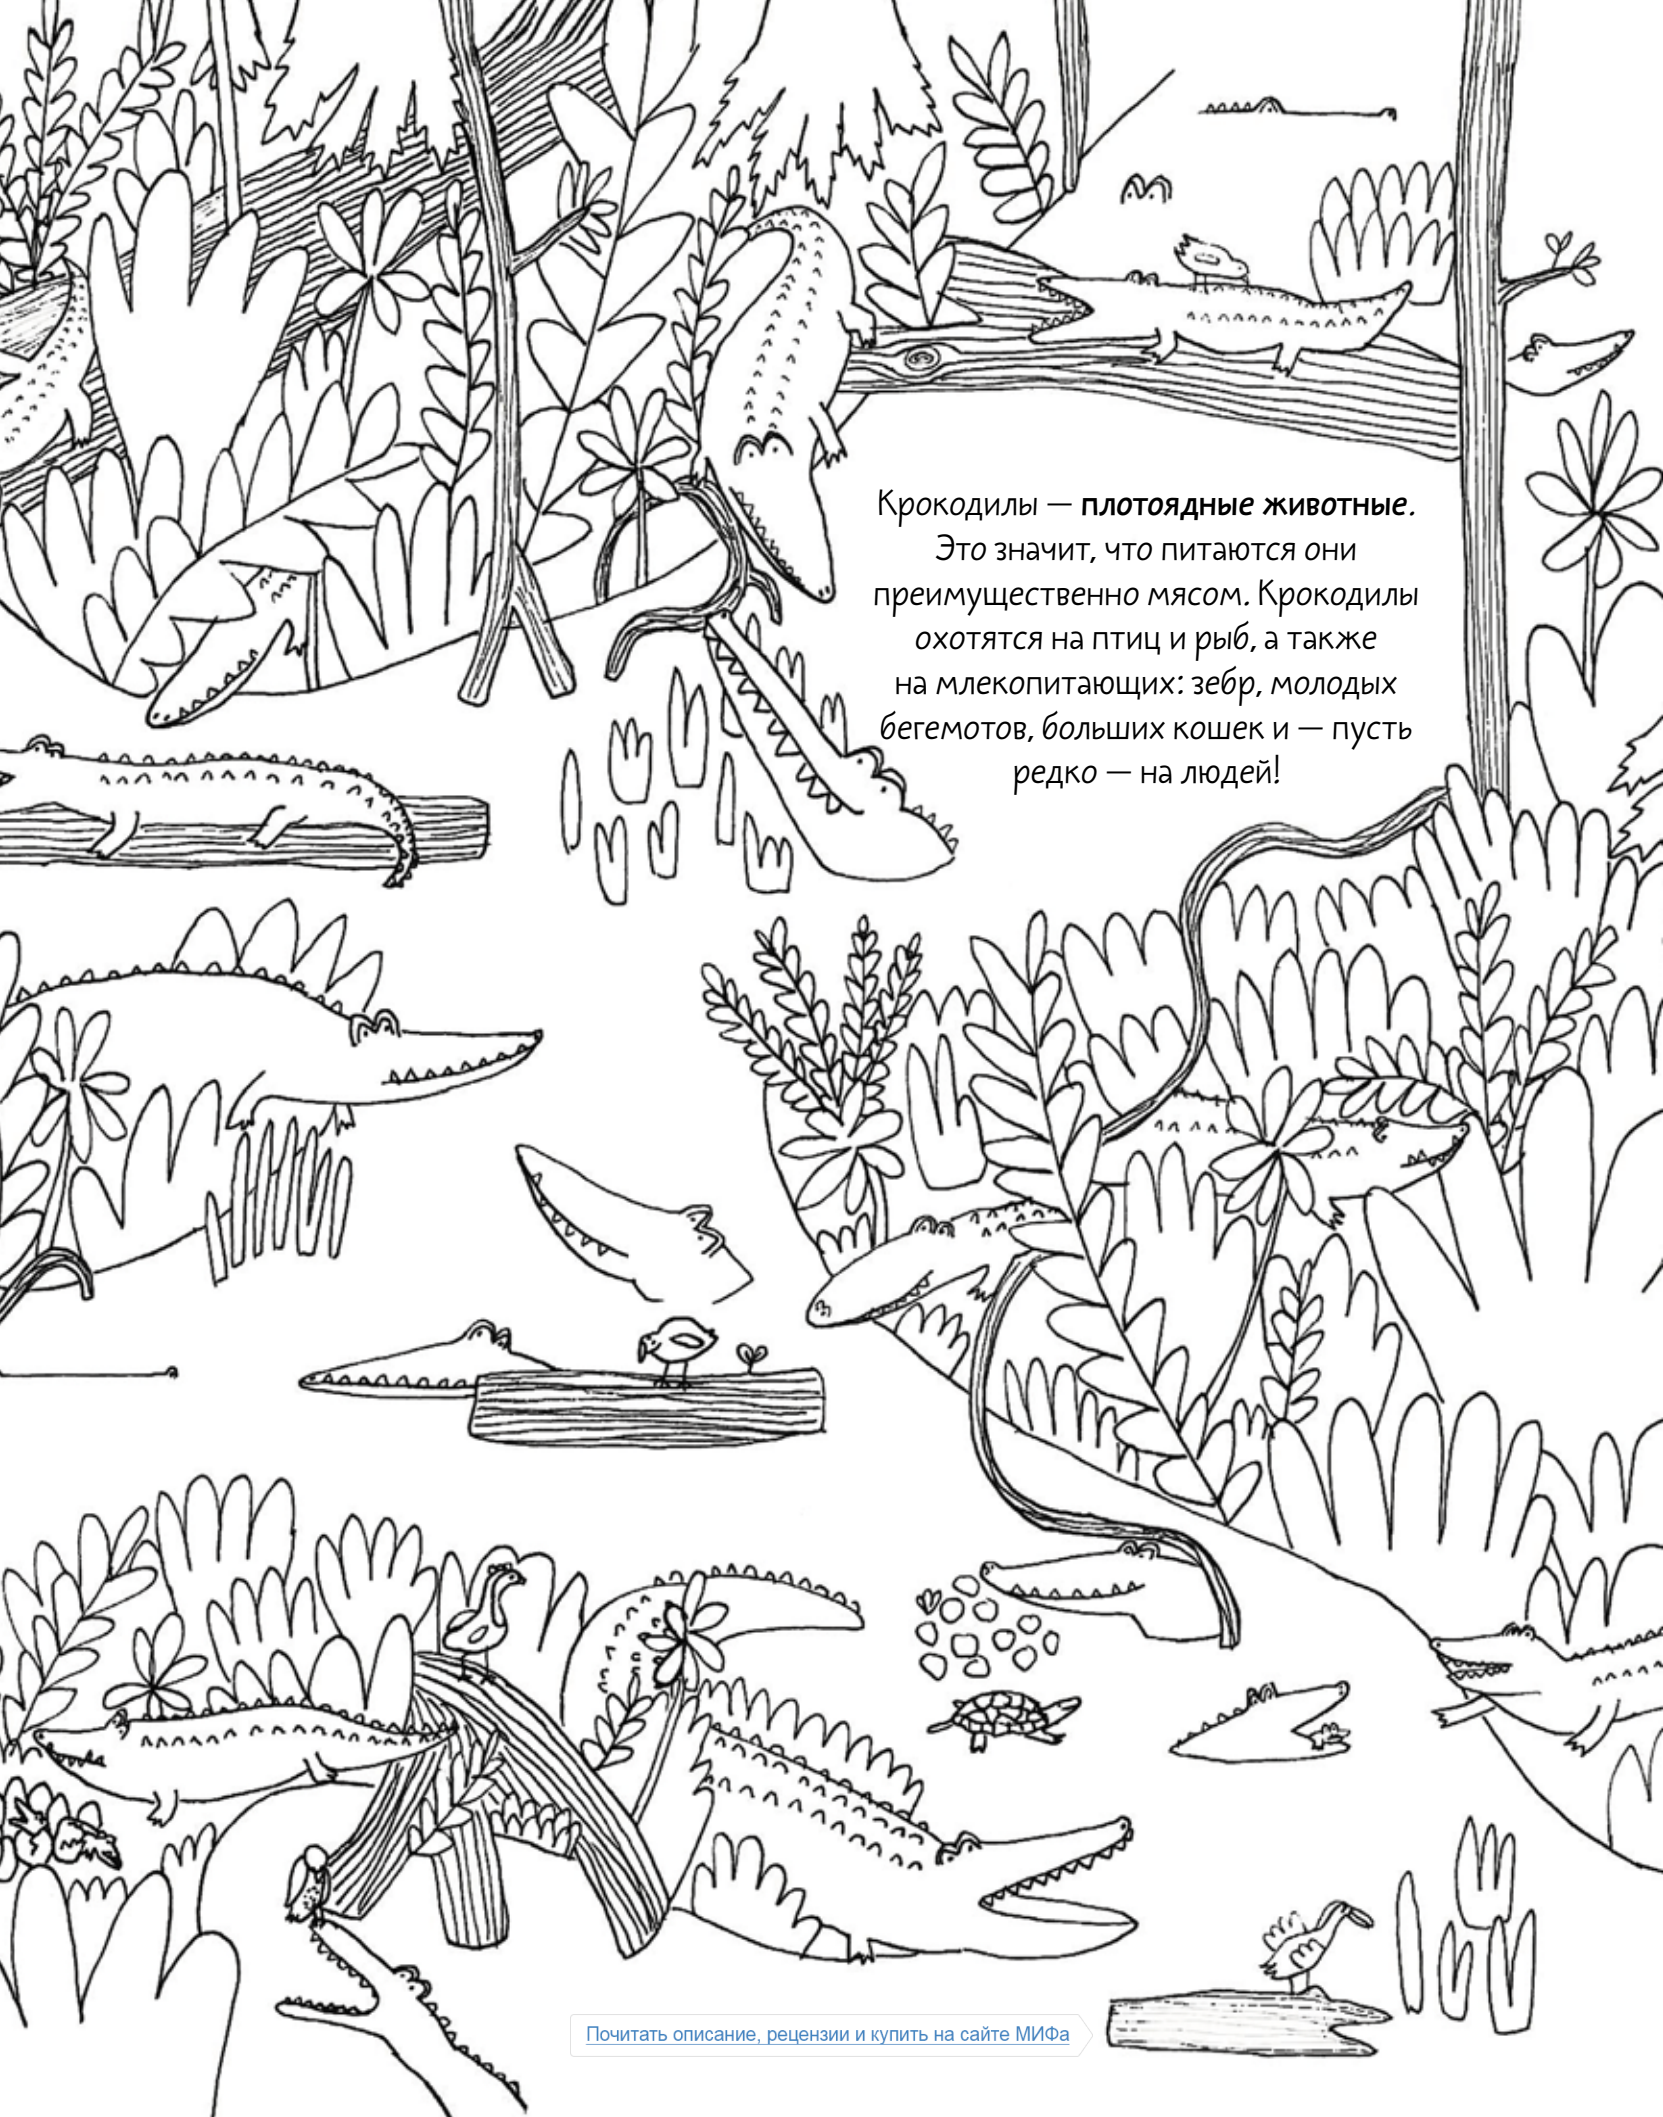 Крокодилы — плотоядные животные.
Это значит, что питаются они
преимущественно мясом. Крокодилы
охотятся на птиц и рыб, а также
на млекопитающих: зебр, молодых
бегемотов, больших кошек и — пусть
редко — на людей!
Почитать описание, рецензии и купить на сайте МИФа